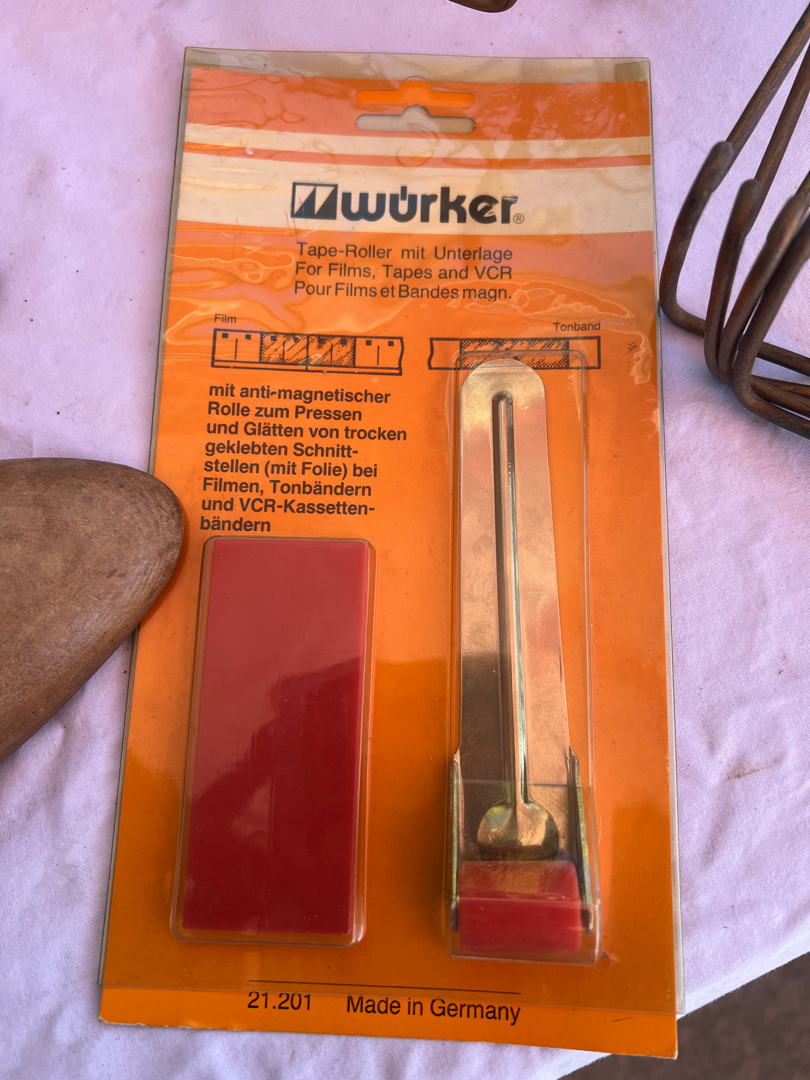 würker®
Tape-Roller mit Unterlage
For Films, Tapes and VCR
Pour Films et Bandes magn.
Film
Tonband
mit anti-magnetischer
Rolle zum Pressen
und Glätten von trocken
geklebten Schnitt-
stellen (mit Folie) bei
Filmen, Tonbändern
und VCR-Kassetten-
bändern
21.201 Made in Germany